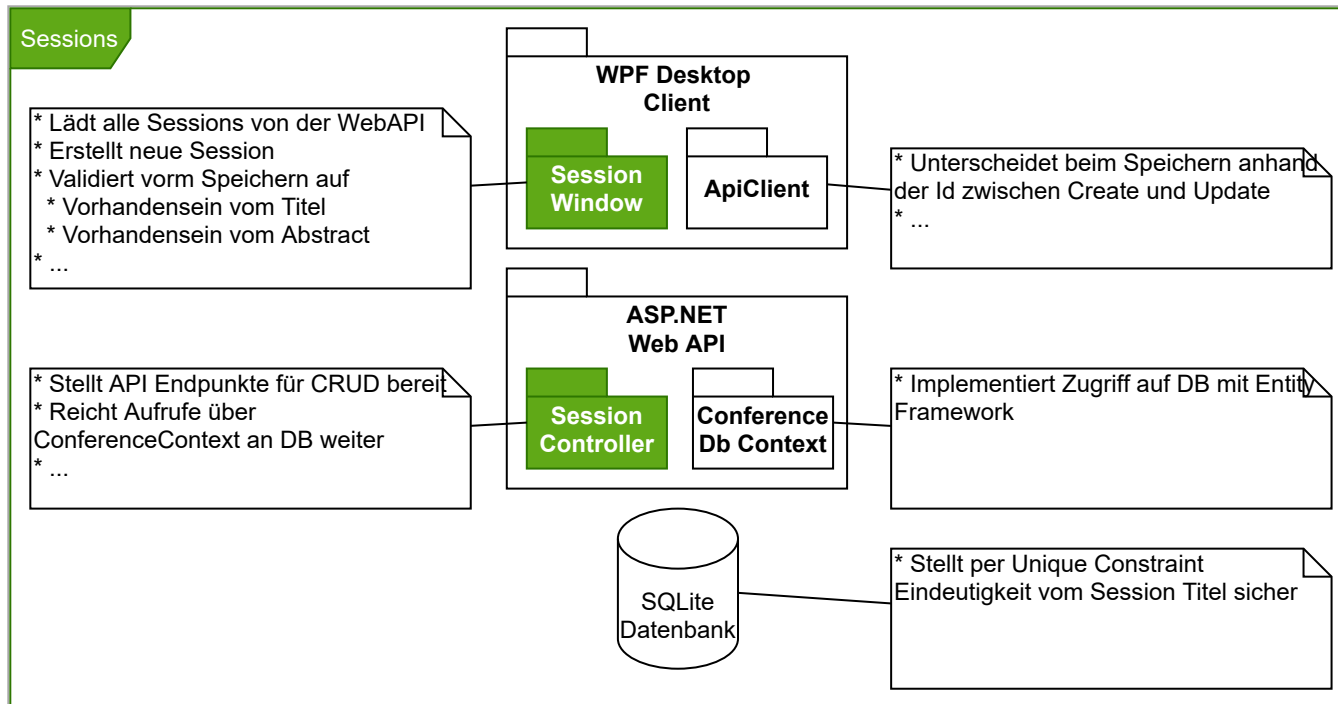 Sessions
WPF Desktop
Client
* Lädt alle Sessions von der WebAPI
* Erstellt neue Session
* Validiert vorm Speichern auf
* Vorhandensein vom Titel
* Vorhandensein vom Abstract
* ...
Session
Window
ApiClient
* Unterscheidet beim Speichern anhand
der Id zwischen Create und Update
* ...
ASP.NET
Web API
* Stellt API Endpunkte für CRUD bereit
* Reicht Aufrufe über
ConferenceContext an DB weiter
* ...
Session
Controller
Conference
Db Context
* Implementiert Zugriff auf DB mit Entity
Framework
SQLite
Datenbank
* Stellt per Unique Constraint
Eindeutigkeit vom Session Titel sicher